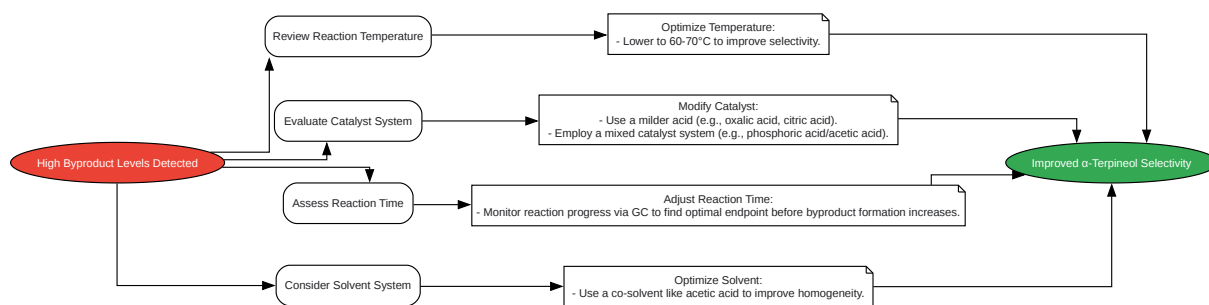 Review Reaction Temperature
Optimize Temperature:
- Lower to 60-70°C to improve selectivity.
Evaluate Catalyst System
Modify Catalyst:
- Use a milder acid (e.g., oxalic acid, citric acid).
- Employ a mixed catalyst system (e.g., phosphoric acid/acetic acid).
High Byproduct Levels Detected
Improved α-Terpineol Selectivity
Assess Reaction Time
Adjust Reaction Time:
- Monitor reaction progress via GC to find optimal endpoint before byproduct formation increases.
Consider Solvent System
Optimize Solvent:
- Use a co-solvent like acetic acid to improve homogeneity.